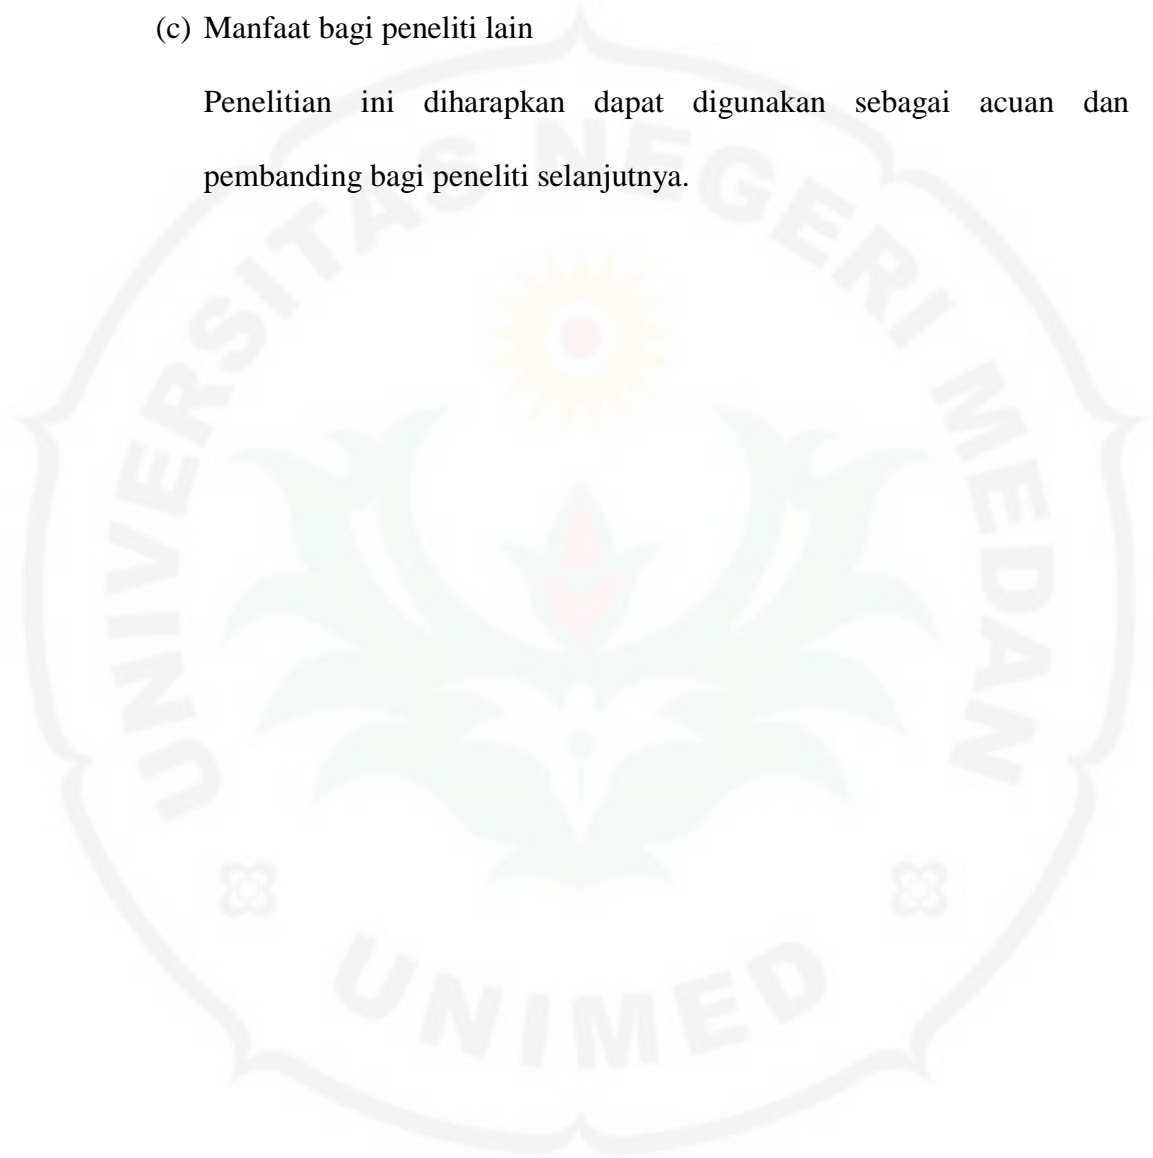 (c) Manfaat bagi peneliti lain
Penelitian ini diharapkan dapat digunakan sebagai acuan dan
pembanding bagi peneliti selanjutnya.
UNIVERSITAS NEGERI MEDAN
UNIMED